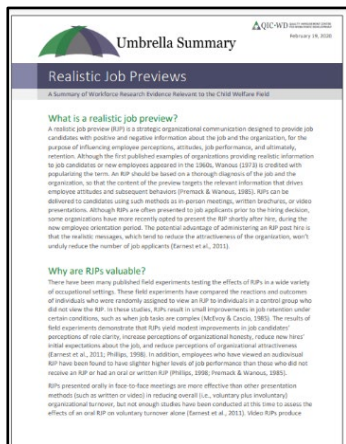 QIC-WD QUALITY IMPROVEMENT CENTER
FOR WORKFORCE DEVELOPMENT
February 19, 2020
Umbrella Summary
Realistic Job Previews
A Summary of Workforce Research Evidence Relevant to the Child Welfare Field
What is a realistic job preview?
A realistic job preview (RJP) is a strategic organizational communication designed to provide job
candidates with positive and negative information about the job and the organization, for the
purpose of influencing employee perceptions, attitudes, job performance, and ultimately,
retention. Although the first published examples of organizations providing realistic information
to job candidates or new employees appeared in the 1960s, Wanous (1973) is credited with
popularizing the term. An RJP should be based on a thorough diagnosis of the job and the
organization, so that the content of the preview targets the relevant information that drives
employee attitudes and subsequent behaviors (Premack & Wanous, 1985). RJPs can be
delivered to candidates using such methods as in-person meetings, written brochures, or video
presentations. Although RJPs are often presented to job applicants prior to the hiring decision,
some organizations have more recently opted to present the RJP shortly after hire, during the
new employee orientation period. The potential advantage of administering an RJP post hire is
that the realistic messages, which tend to reduce the attractiveness of the organization, won't
unduly reduce the number of job applicants (Earnest et al., 2011).
Why are RJPs valuable?
There have been many published field experiments testing the effects of RJPs in a wide variety
of occupational settings. These field experiments have compared the reactions and outcomes
of individuals who were randomly assigned to view an RJP to individuals in a control group who
did not view the RJP. In these studies, RJPs result in small improvements in job retention under
certain conditions, such as when job tasks are complex (McEvoy & Cascio, 1985). The results of
field experiments demonstrate that RJPs yield modest improvements in job candidates'
perceptions of role clarity, increase perceptions of organizational honesty, reduce new hires'
initial expectations about the job, and reduce perceptions of organizational attractiveness
(Earnest et al., 2011; Phillips, 1998). In addition, employees who viewed an audiovisual
RJP have been found to have slighter higher levels of job performance than those who did not
receive an RJP or had an oral or written RJP (Phillips, 1998; Premack & Wanous, 1985).
RJPs presented orally in face-to-face meetings are more effective than other presentation
methods (such as written or video) in reducing overall (i.e., voluntary plus involuntary)
organizational turnover, but not enough studies have been conducted at this time to assess the
effects of an oral RJP on voluntary turnover alone (Earnest et al., 2011). Video RJPs produce